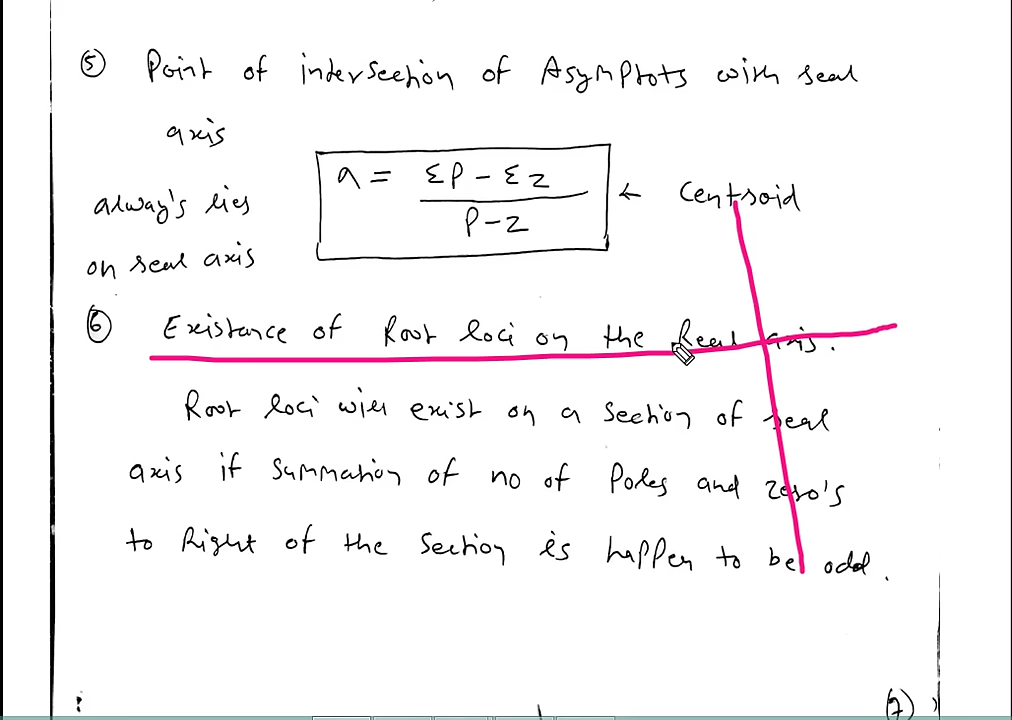 ⑤ Point of intersection of Asymptots with real
axis
always lies
on real axis
a = ΣP - Σz / P-z ← Centroid
⑥ Existance of Root loci on the Real axis.
Root loci will exist on a section of real
axis if summation of no of Poles and zero's
to Right of the section is happen to be odd.
(7)